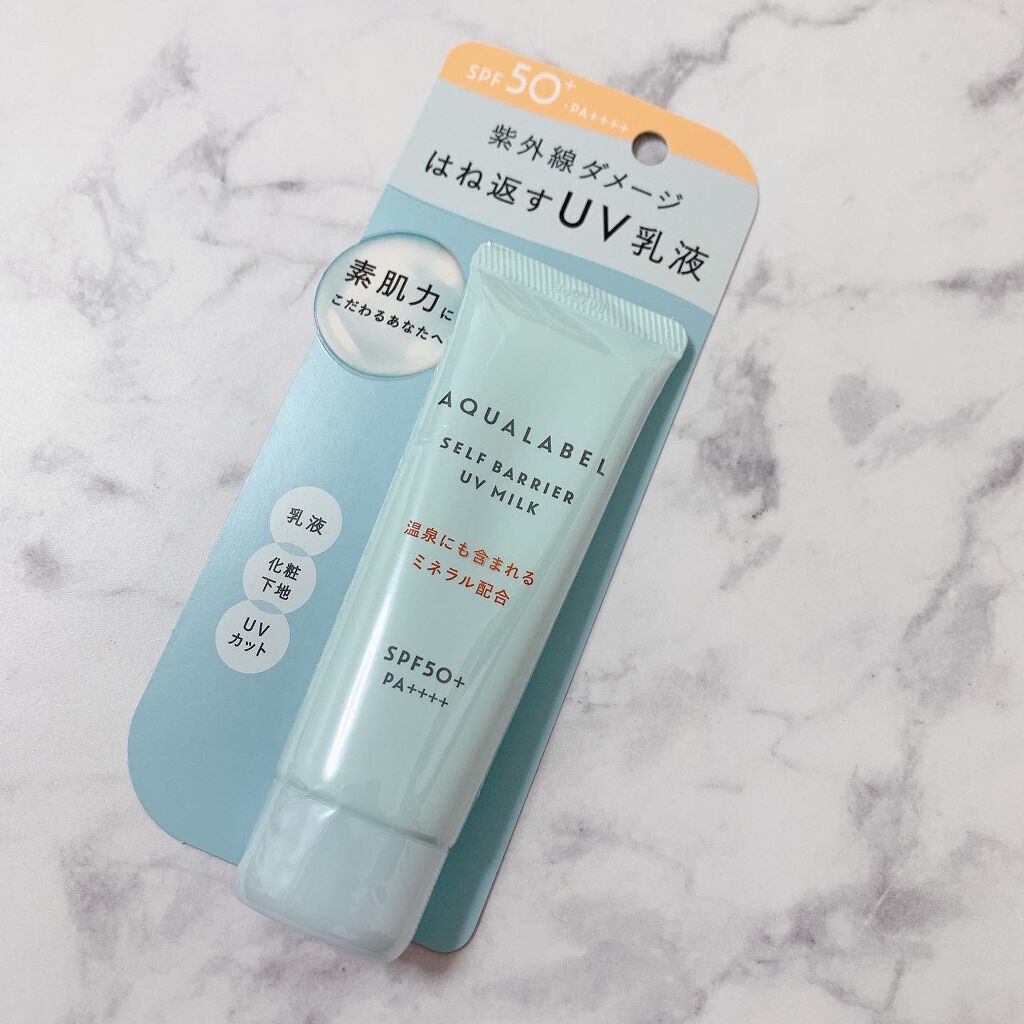 SPF 50+
・PA++++
紫外線ダメージ
はね返すUV乳液
素肌力に
こだわるあなたへ
AQUALABEL
SELF BARRIER
UV MILK
温泉にも含まれる
ミネラル配合
SPF50+
PA++++
乳液
化粧
下地
UV
カット